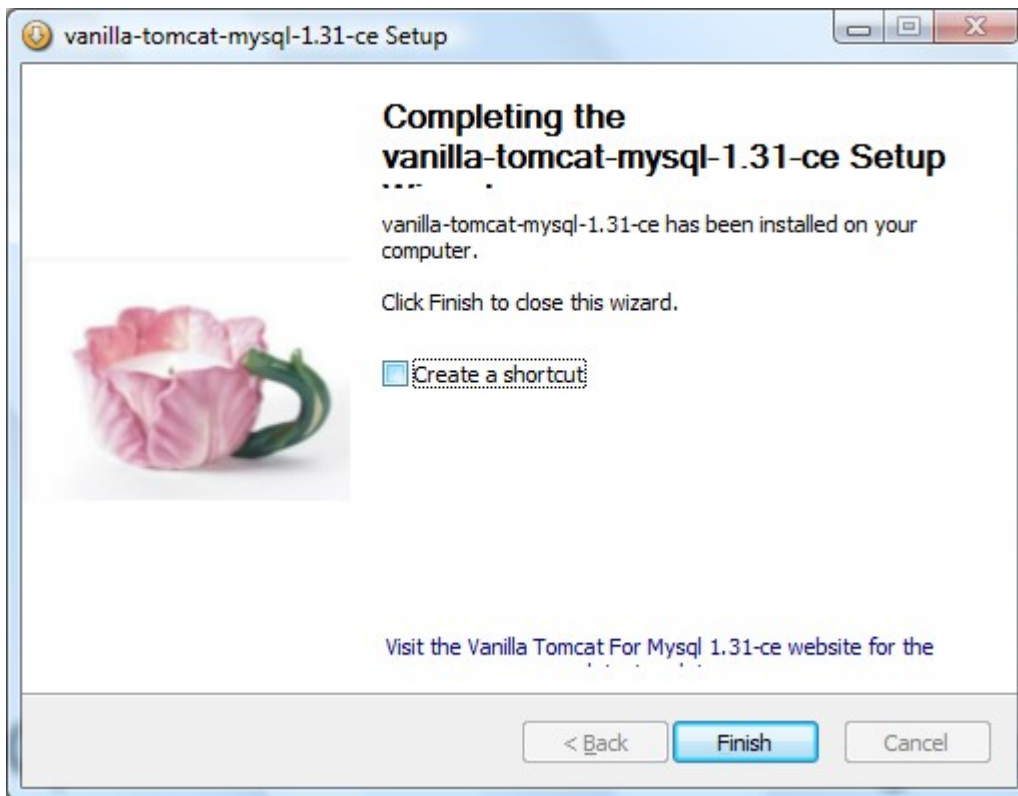 vanilla-tomcat-mysql-1.31-ce Setup
Completing the
vanilla-tomcat-mysql-1.31-ce Setup
vanilla-tomcat-mysql-1.31-ce has been installed on your
computer.
Click Finish to close this wizard.
Create a shortcut
Visit the Vanilla Tomcat For Mysql 1.31-ce website for the
< Back
Finish
Cancel